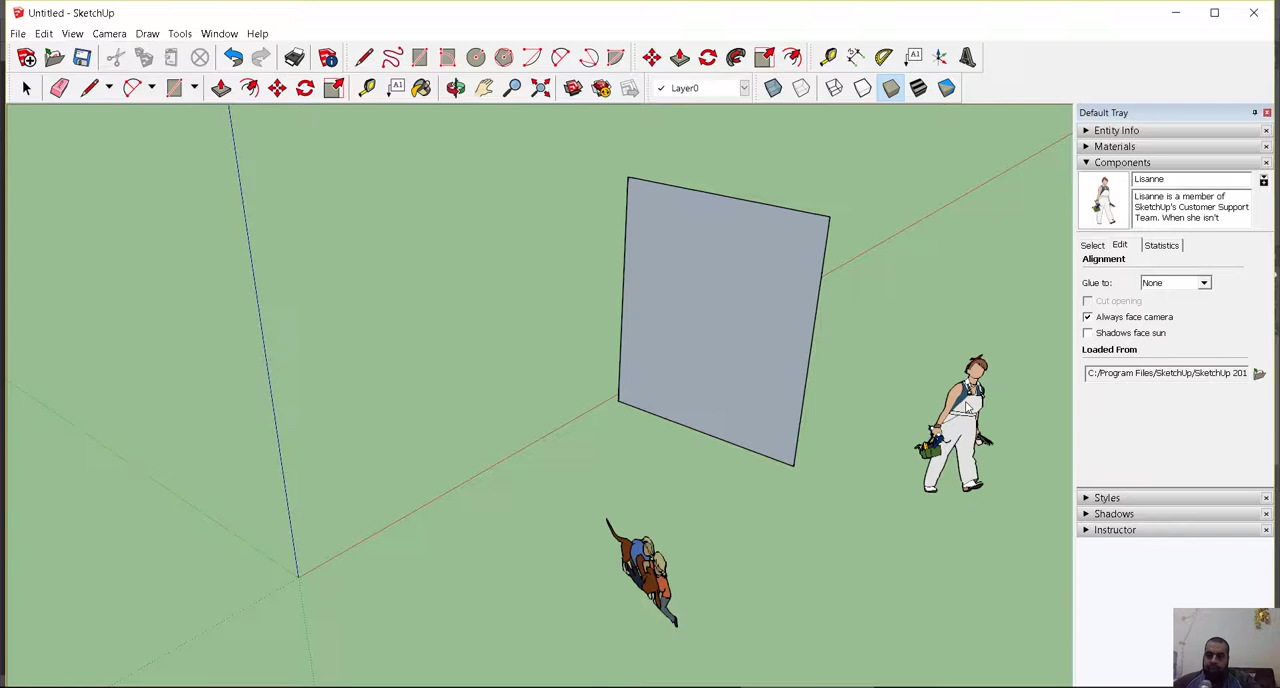 Untitled - SketchUp
File Edit View Camera Draw Tools Window Help
A1
A1 Layer0
Default Tray
Entity Info
Materials
Components
Lisanne
Lisanne is a member of
SketchUp's Customer Support
Team. When she isn't
Select Edit Statistics
Alignment
Glue to: None
Cut opening
Always face camera
Shadows face sun
Loaded From
C:/Program Files/SketchUp/SketchUp 201
Styles
Shadows
Instructor